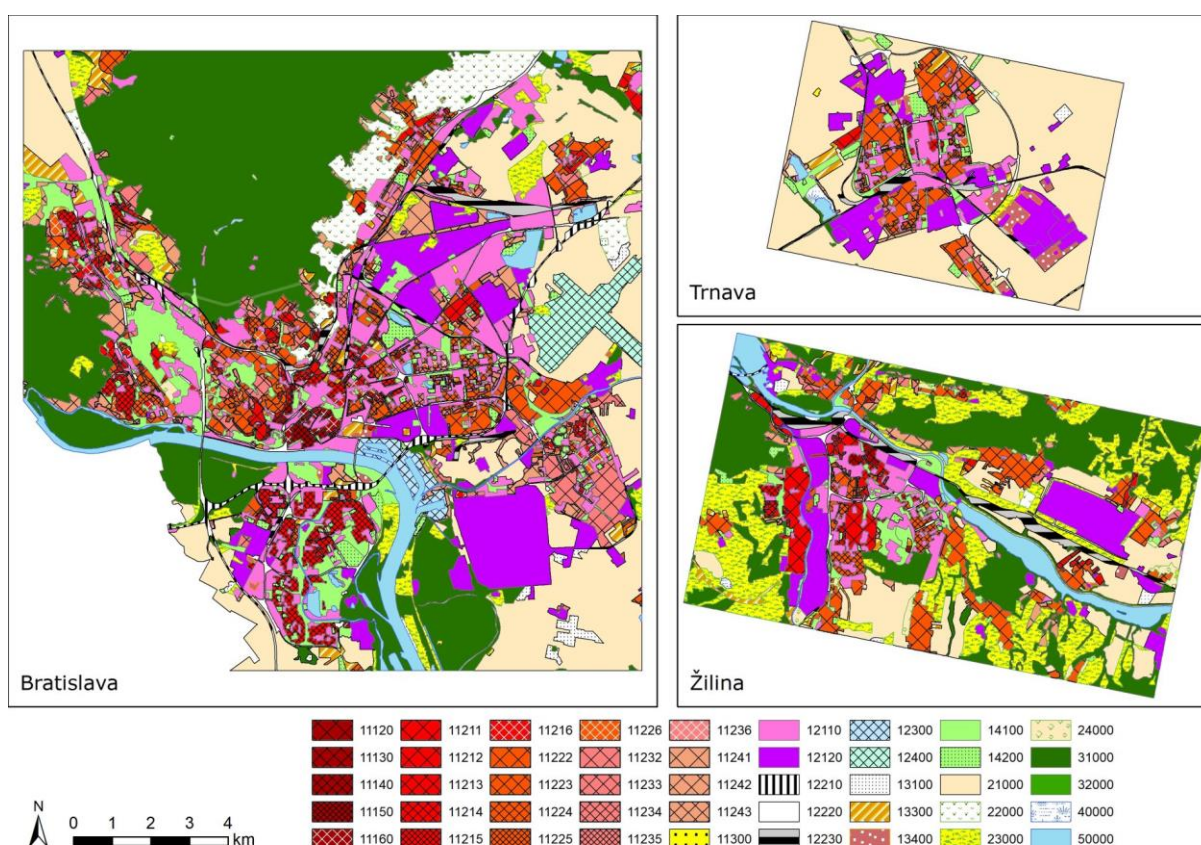 Bratislava
Trnava
Žilina
11120 11211 11216 11226 11236 12110 12300 14100 24000
11130 11212 11222 11232 11241 12120 12400 14200 31000
11140 11213 11223 11233 11242 12210 13100 21000 32000
11150 11214 11224 11234 11243 12220 13300 22000 40000
11160 11215 11225 11235 11300 12230 13400 23000 50000
N
0 1 2 3 4
km